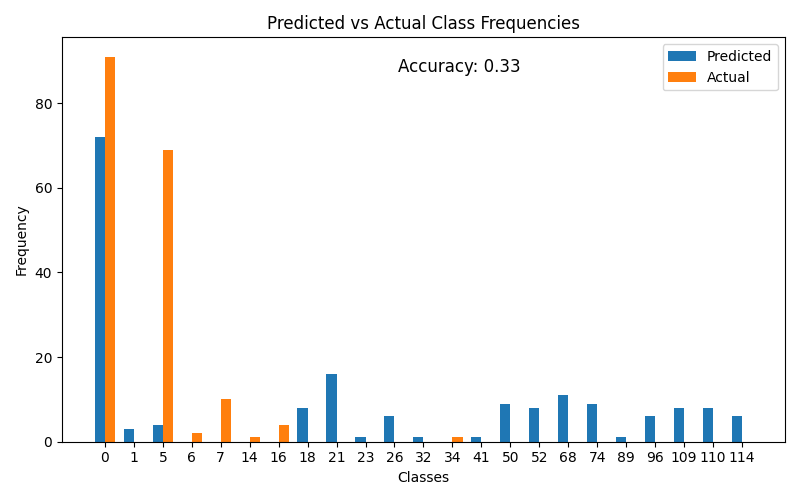 Predicted vs Actual Class Frequencies
Accuracy: 0.33
Predicted
Actual
Frequency
80
60
40
20
0
0 1 5 6 7 14 16 18 21 23 26 32 34 41 50 52 68 74 89 96 109 110 114
Classes